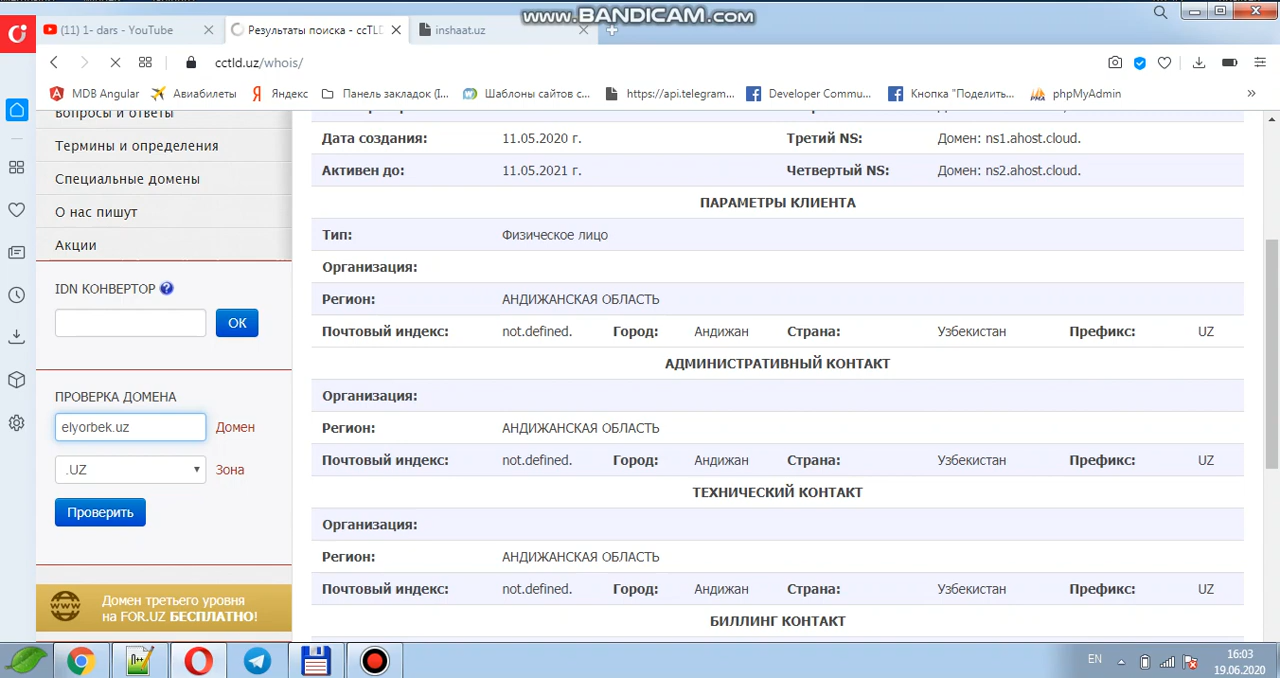 www.BANDICAM.com
(11) 1- dars - YouTube
Результаты поиска - ccTLD
inshaat.uz
cctld.uz/whois/
MDB Angular
Авиабилеты
Яндекс
Панель закладок (I...
Шаблоны сайтов с...
https://api.telegram...
Developer Commu...
Кнопка "Поделить...
phpMyAdmin
Вопросы и ответы
Термины и определения
Специальные домены
О нас пишут
Акции
IDN КОНВЕРТОР ?
OK
ПРОВЕРКА ДОМЕНА
elyorbek.uz Домен
.UZ Зона
Проверить
Домен третьего уровня
на FOR.UZ БЕСПЛАТНО!
Дата создания: 11.05.2020 г. Третий NS: Домен: ns1.ahost.cloud.
Активен до: 11.05.2021 г. Четвертый NS: Домен: ns2.ahost.cloud.
ПАРАМЕТРЫ КЛИЕНТА
Тип: Физическое лицо
Организация:
Регион: АНДИЖАНСКАЯ ОБЛАСТЬ
Почтовый индекс: not.defined. Город: Андижан Страна: Узбекистан Префикс: UZ
АДМИНИСТРАТИВНЫЙ КОНТАКТ
Организация:
Регион: АНДИЖАНСКАЯ ОБЛАСТЬ
Почтовый индекс: not.defined. Город: Андижан Страна: Узбекистан Префикс: UZ
ТЕХНИЧЕСКИЙ КОНТАКТ
Организация:
Регион: АНДИЖАНСКАЯ ОБЛАСТЬ
Почтовый индекс: not.defined. Город: Андижан Страна: Узбекистан Префикс: UZ
БИЛЛИНГ КОНТАКТ
EN
16:03
19.06.2020